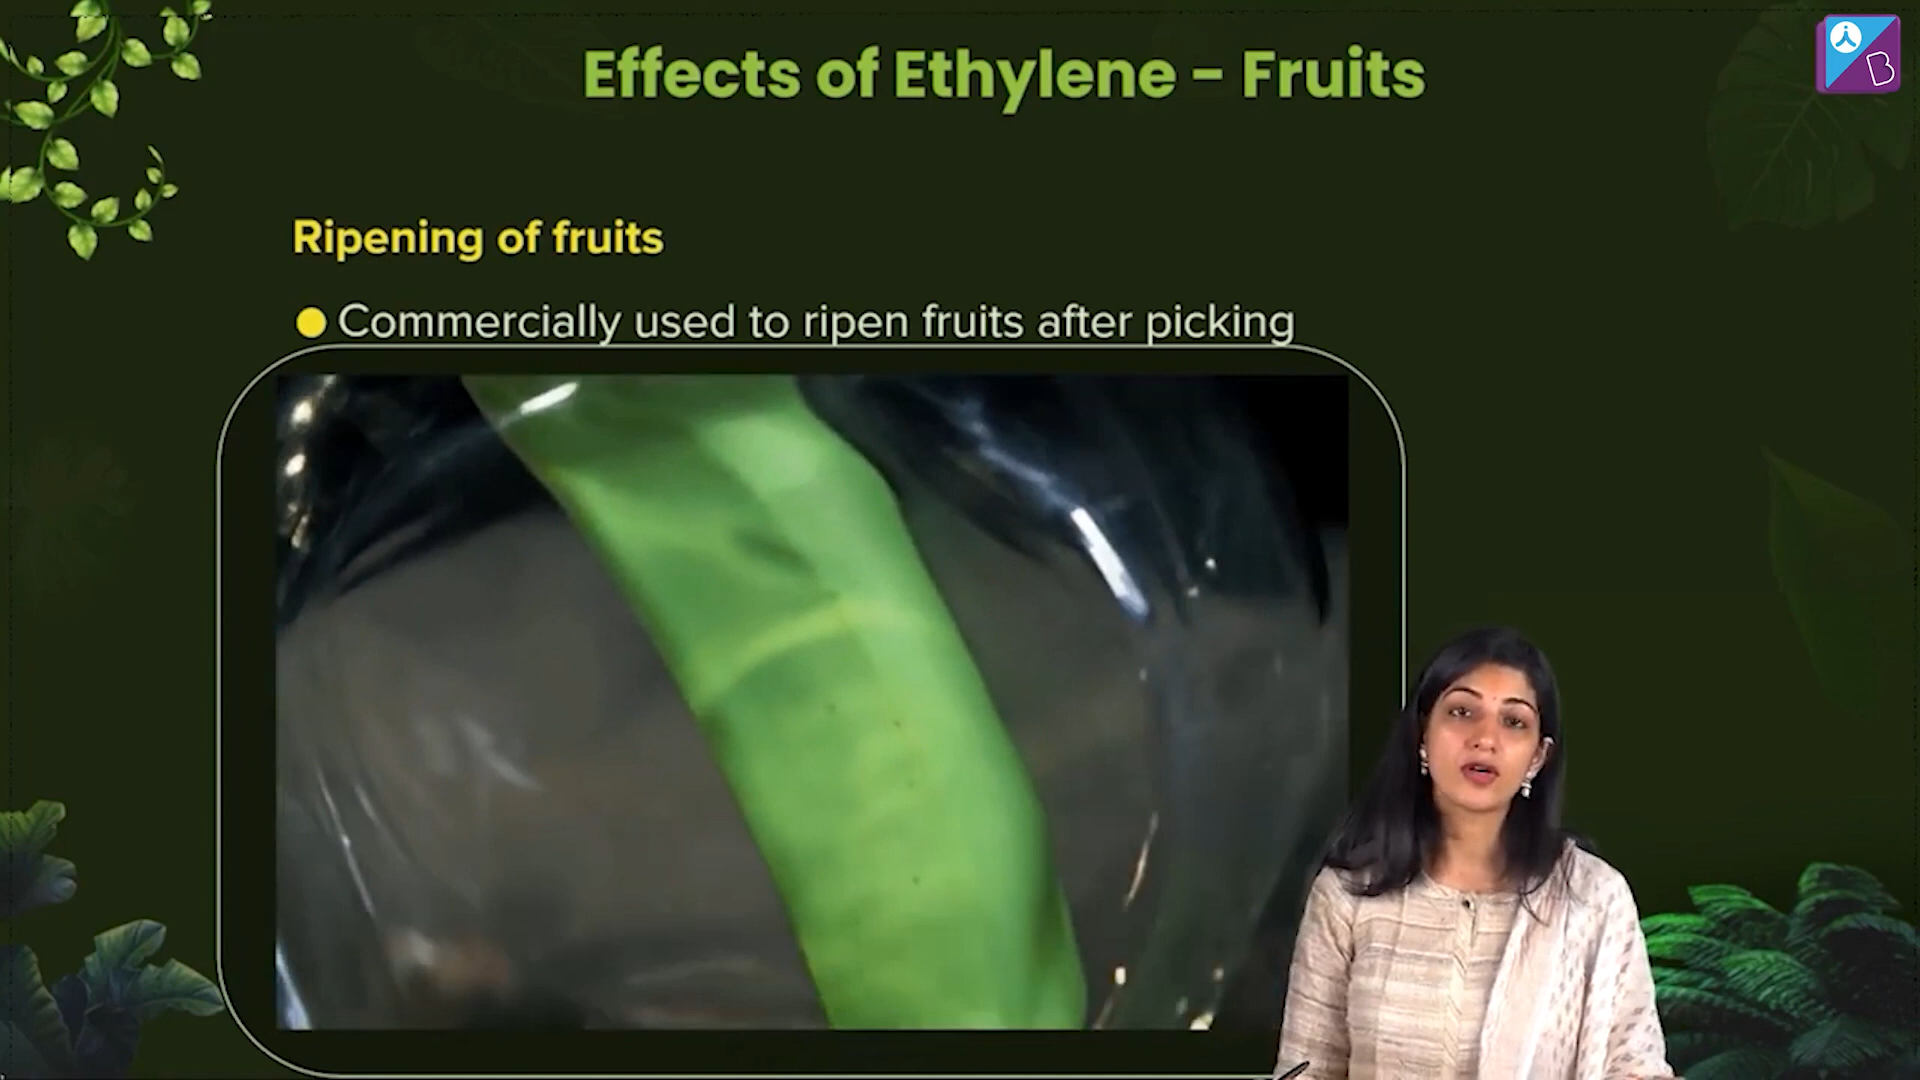 Effects of Ethylene - Fruits
Ripening of fruits
Commercially used to ripen fruits after picking
B